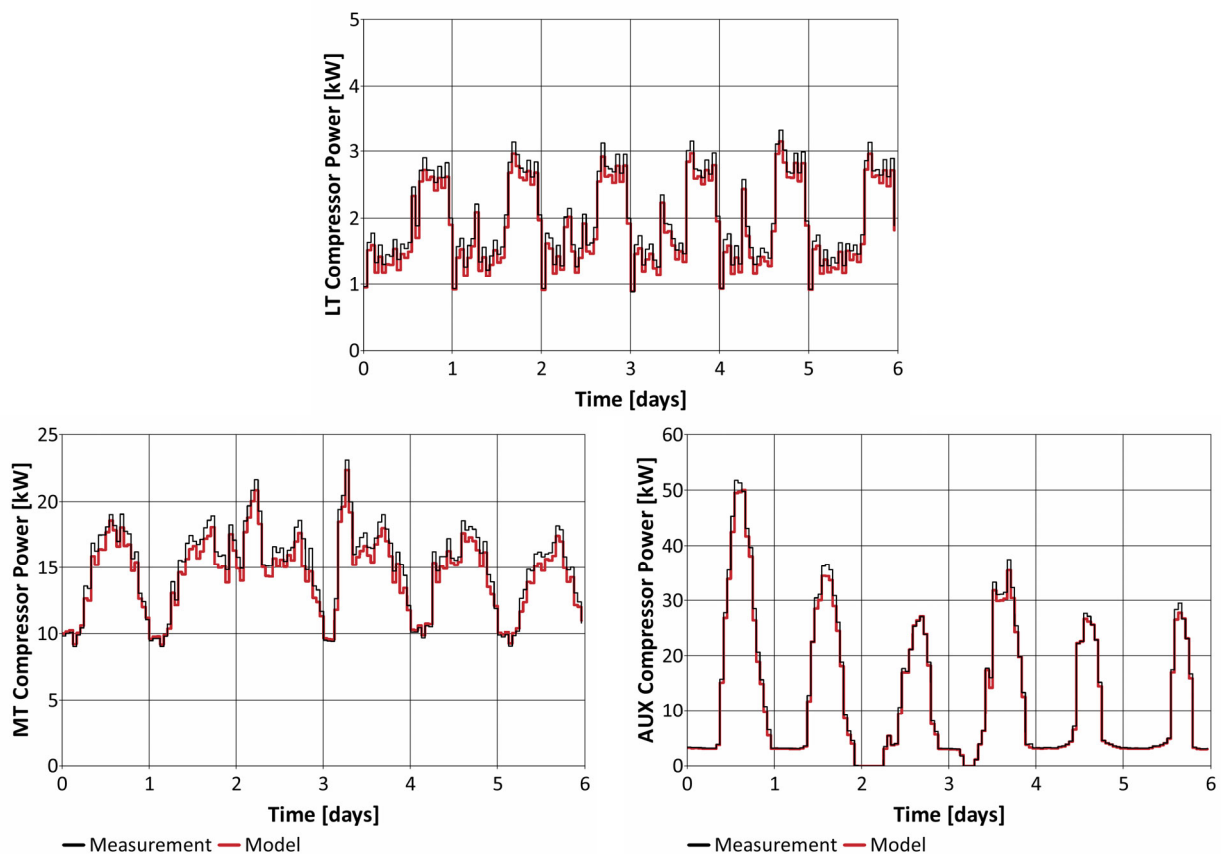 LT Compressor Power [kW]
5
4
3
2
1
0
0 1 2 3 4 5 6
Time [days]
MT Compressor Power [kW]
25
20
15
10
5
0
0 1 2 3 4 5 6
Time [days]
Measurement Model
AUX Compressor Power [kW]
60
50
40
30
20
10
0
0 1 2 3 4 5 6
Time [days]
Measurement Model